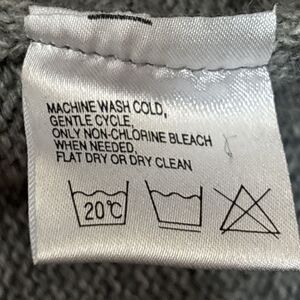 MACHINE WASH COLD,
GENTLE CYCLE,
ONLY NON-CHLORINE BLEACH
WHEN NEEDED,
FLAT DRY OR DRY CLEAN
20°C